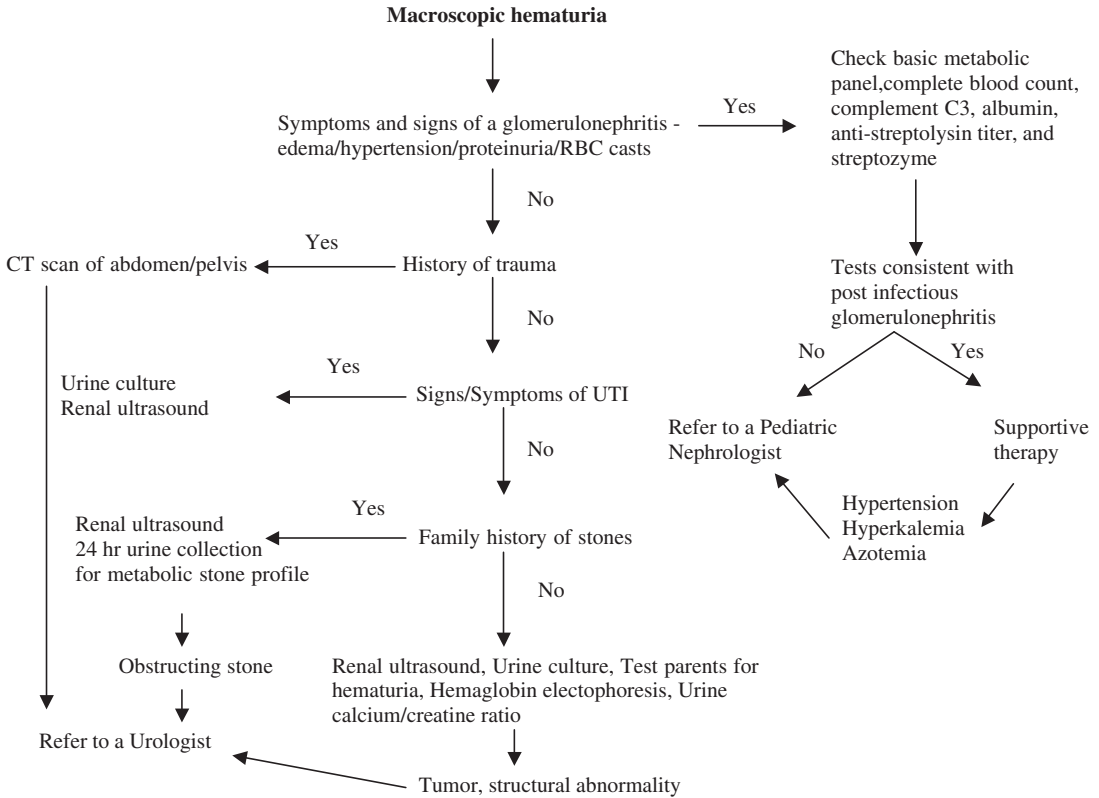 Macroscopic hematuria
Check basic metabolic
panel,complete blood count,
complement C3, albumin,
anti-streptolysin titer, and
streptozyme
Yes
Symptoms and signs of a glomerulonephritis -
edema/hypertension/proteinuria/RBC casts
No
Yes
CT scan of abdomen/pelvis
History of trauma
Tests consistent with
post infectious
glomerulonephritis
No
No
Yes
Yes
Urine culture
Renal ultrasound
Signs/Symptoms of UTI
Refer to a Pediatric
Nephrologist
Supportive
therapy
No
Hypertension
Hyperkalemia
Azotemia
Yes
Renal ultrasound
24 hr urine collection
for metabolic stone profile
Family history of stones
No
Obstructing stone
Renal ultrasound, Urine culture, Test parents for
hematuria, Hemaglobin electophoresis, Urine
calcium/creatine ratio
Refer to a Urologist
Tumor, structural abnormality